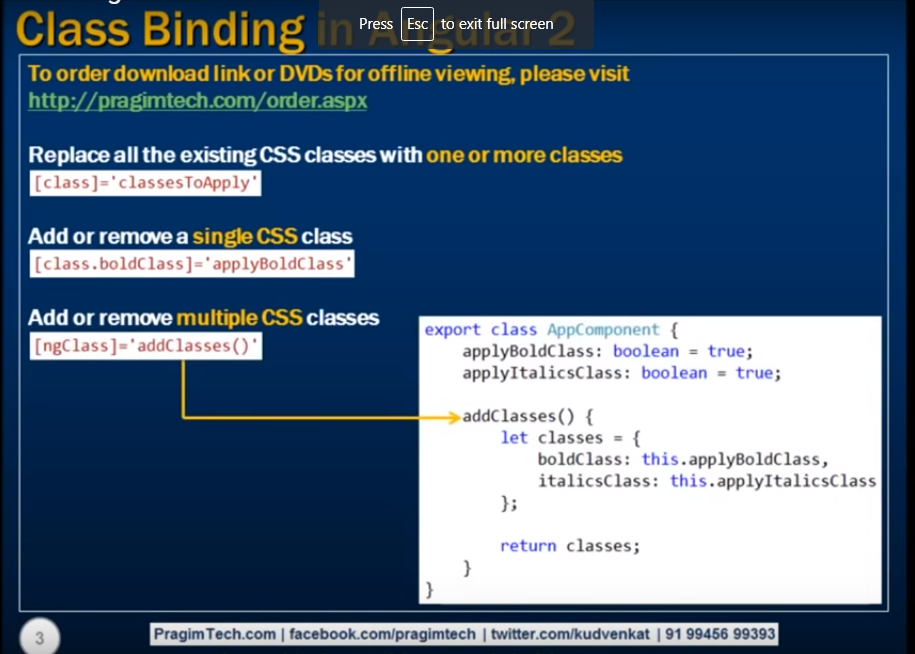 Class Binding in Angular 2
Press Esc to exit full screen
To order download link or DVDs for offline viewing, please visit
http://pragimtech.com/order.aspx
Replace all the existing CSS classes with one or more classes
[class]='classesToApply'
Add or remove a single CSS class
[class.boldClass]='applyBoldClass'
Add or remove multiple CSS classes
[ngClass]='addClasses()'
export class AppComponent {
applyBoldClass: boolean = true;
applyItalicsClass: boolean = true;
addClasses() {
let classes = {
boldClass: this.applyBoldClass,
italicsClass: this.applyItalicsClass
};
return classes;
}
}
3
PragimTech.com | facebook.com/pragimtech | twitter.com/kudvenkat | 91 99456 99393